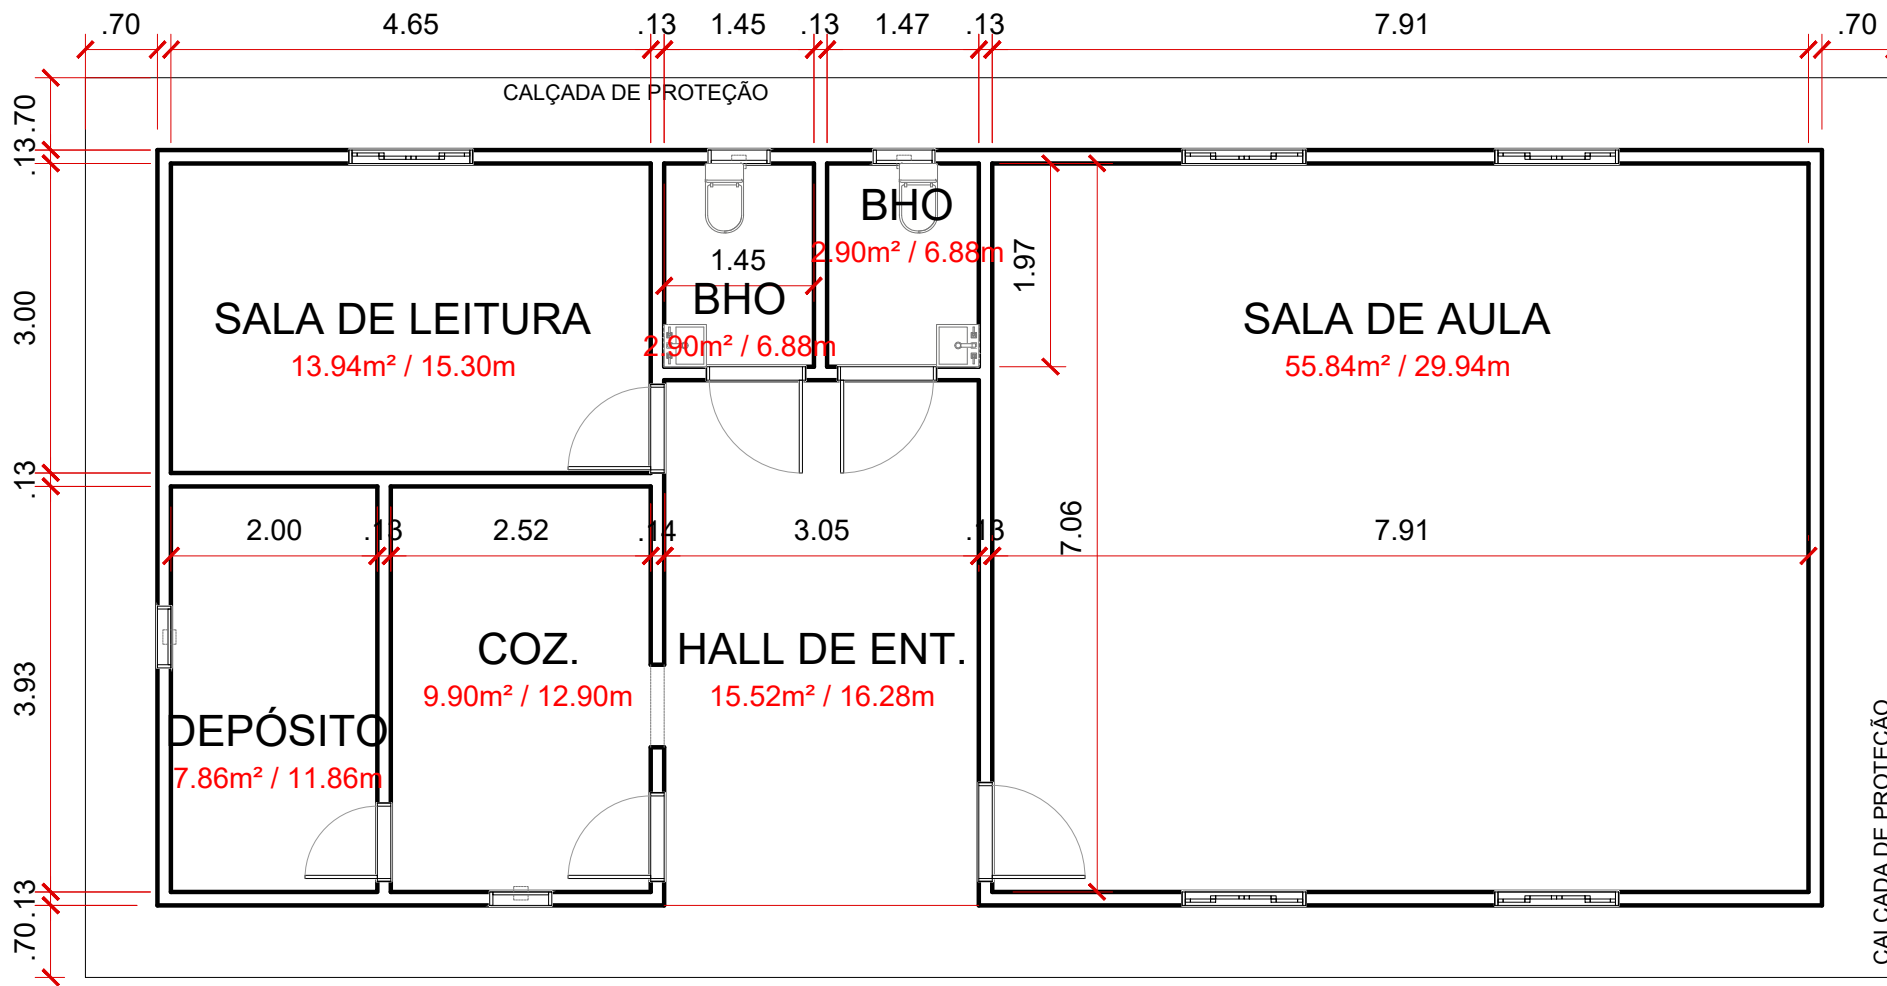 .70 4.65 .13 1.45 .13 1.47 .13 7.91 .70
CALÇADA DE PROTEÇÃO
.70
.13
3.00
.13
3.93
.13
.70
BHO
2.90m² / 6.88m
1.45
BHO
2.90m² / 6.88m
1.97
SALA DE LEITURA
13.94m² / 15.30m
SALA DE AULA
55.84m² / 29.94m
2.00 .13 2.52 .14 3.05 .13 7.06 7.91
COZ.
9.90m² / 12.90m
HALL DE ENT.
15.52m² / 16.28m
DEPÓSITO
7.86m² / 11.86m
CALÇADA DE PROTEÇÃO